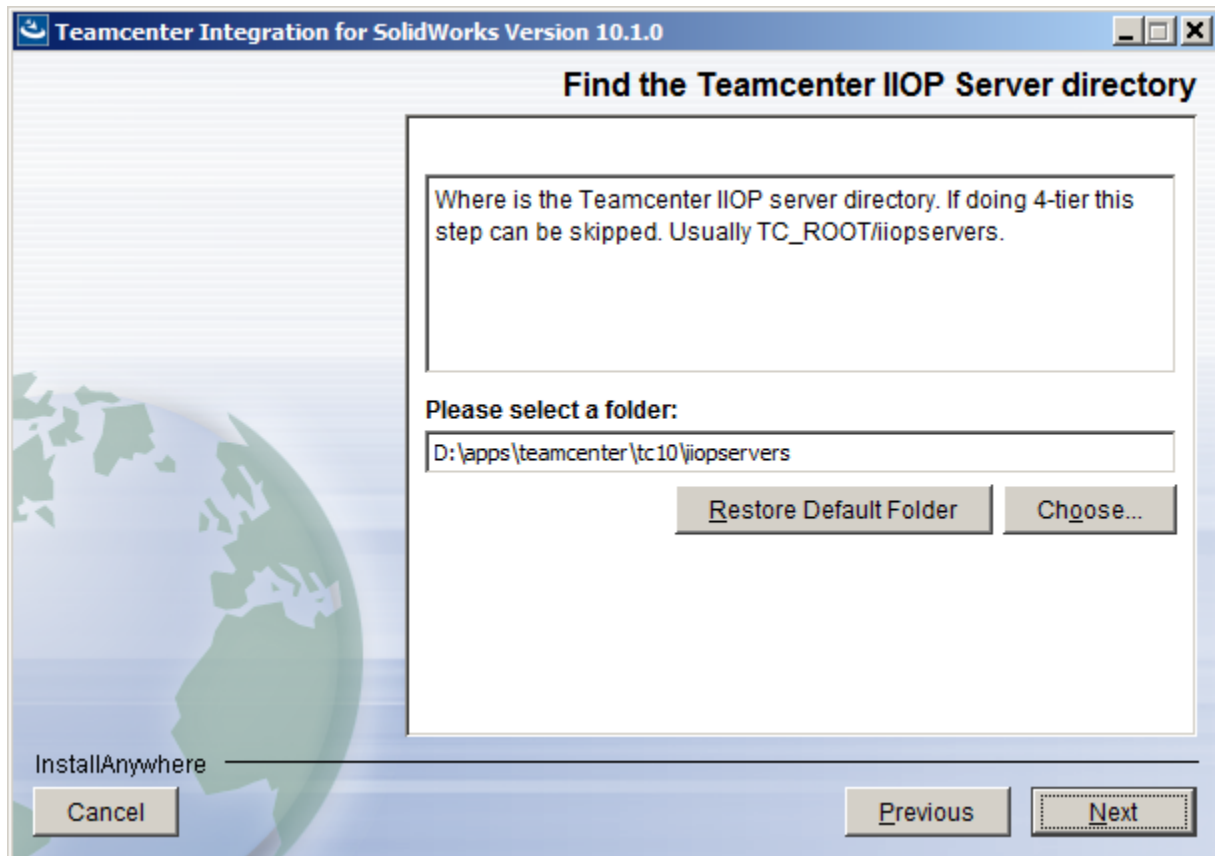 Teamcenter Integration for SolidWorks Version 10.1.0
Find the Teamcenter IIOP Server directory
Where is the Teamcenter IIOP server directory. If doing 4-tier this
step can be skipped. Usually TC_ROOT/iiopservers.
Please select a folder:
D:\apps\teamcenter\tc10\iiopservers
Restore Default Folder
Choose...
InstallAnywhere
Cancel
Previous
Next